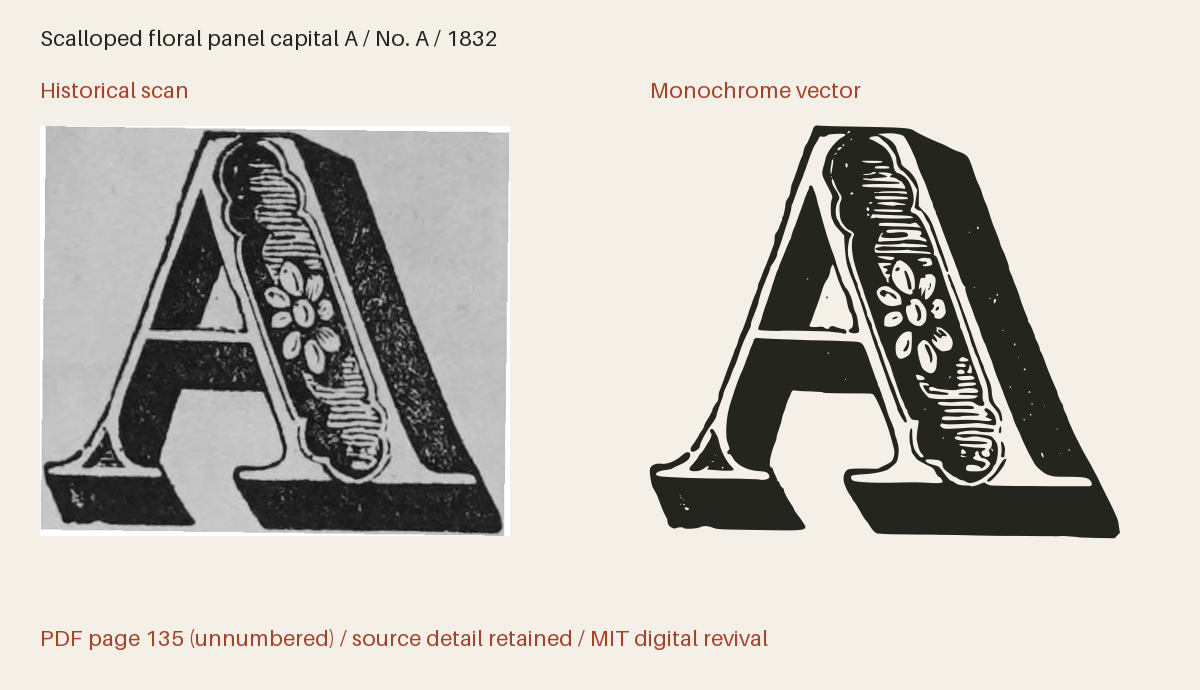 Scalloped floral panel capital A / No. A / 1832
Historical scan
Monochrome vector
A
A
PDF page 135 (unnumbered) / source detail retained / MIT digital revival